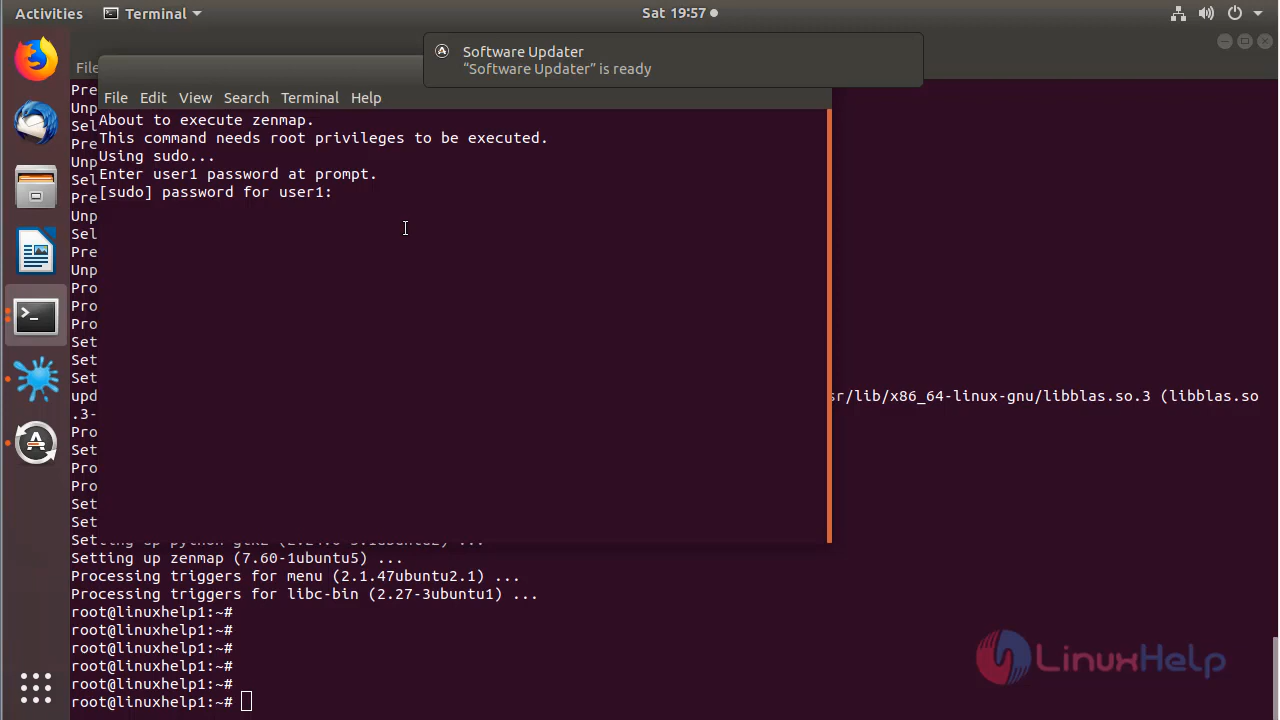 Activities Terminal Sat 19:57
Software Updater
“Software Updater” is ready
File
File Edit View Search Terminal Help
Pre
Unp
Sel
Pre
Unp
Sel
Pre
Unp
Sel
Pre
Unp
Pro
Pro
Pro
Set
Set
Set
upd
.3-
Pro
Set
Pro
Pro
Set
Set
About to execute zenmap.
This command needs root privileges to be executed.
Using sudo...
Enter user1 password at prompt.
[sudo] password for user1:
sr/lib/x86_64-linux-gnu/libblas.so.3 (libblas.so
Setting up zenmap (7.60-1ubuntu5) ...
Processing triggers for menu (2.1.47ubuntu2.1) ...
Processing triggers for libc-bin (2.27-3ubuntu1) ...
root@linuxhelp1:~#
root@linuxhelp1:~#
root@linuxhelp1:~#
root@linuxhelp1:~#
root@linuxhelp1:~#
root@linuxhelp1:~#
LinuxHelp